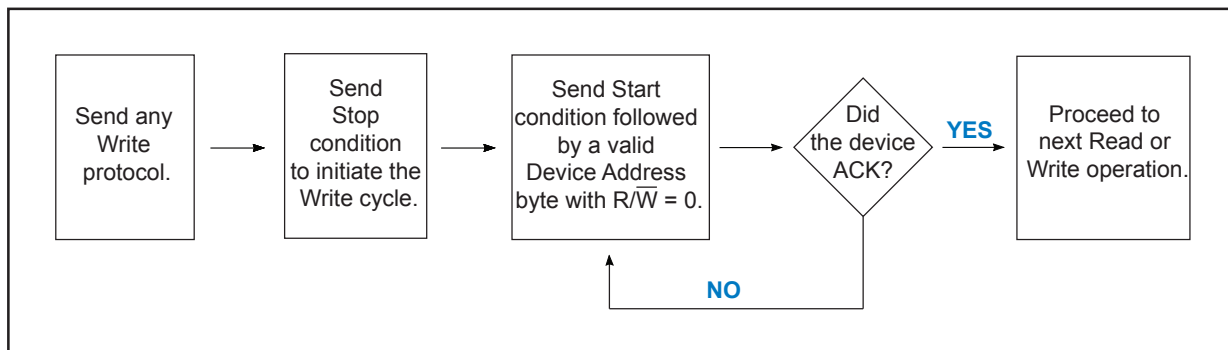 Send any
Write
protocol.
Send
Stop
condition
to initiate the
Write cycle.
Send Start
condition followed
by a valid
Device Address
byte with R/W̅ = 0.
Did
the device
ACK?
YES
NO
Proceed to
next Read or
Write operation.